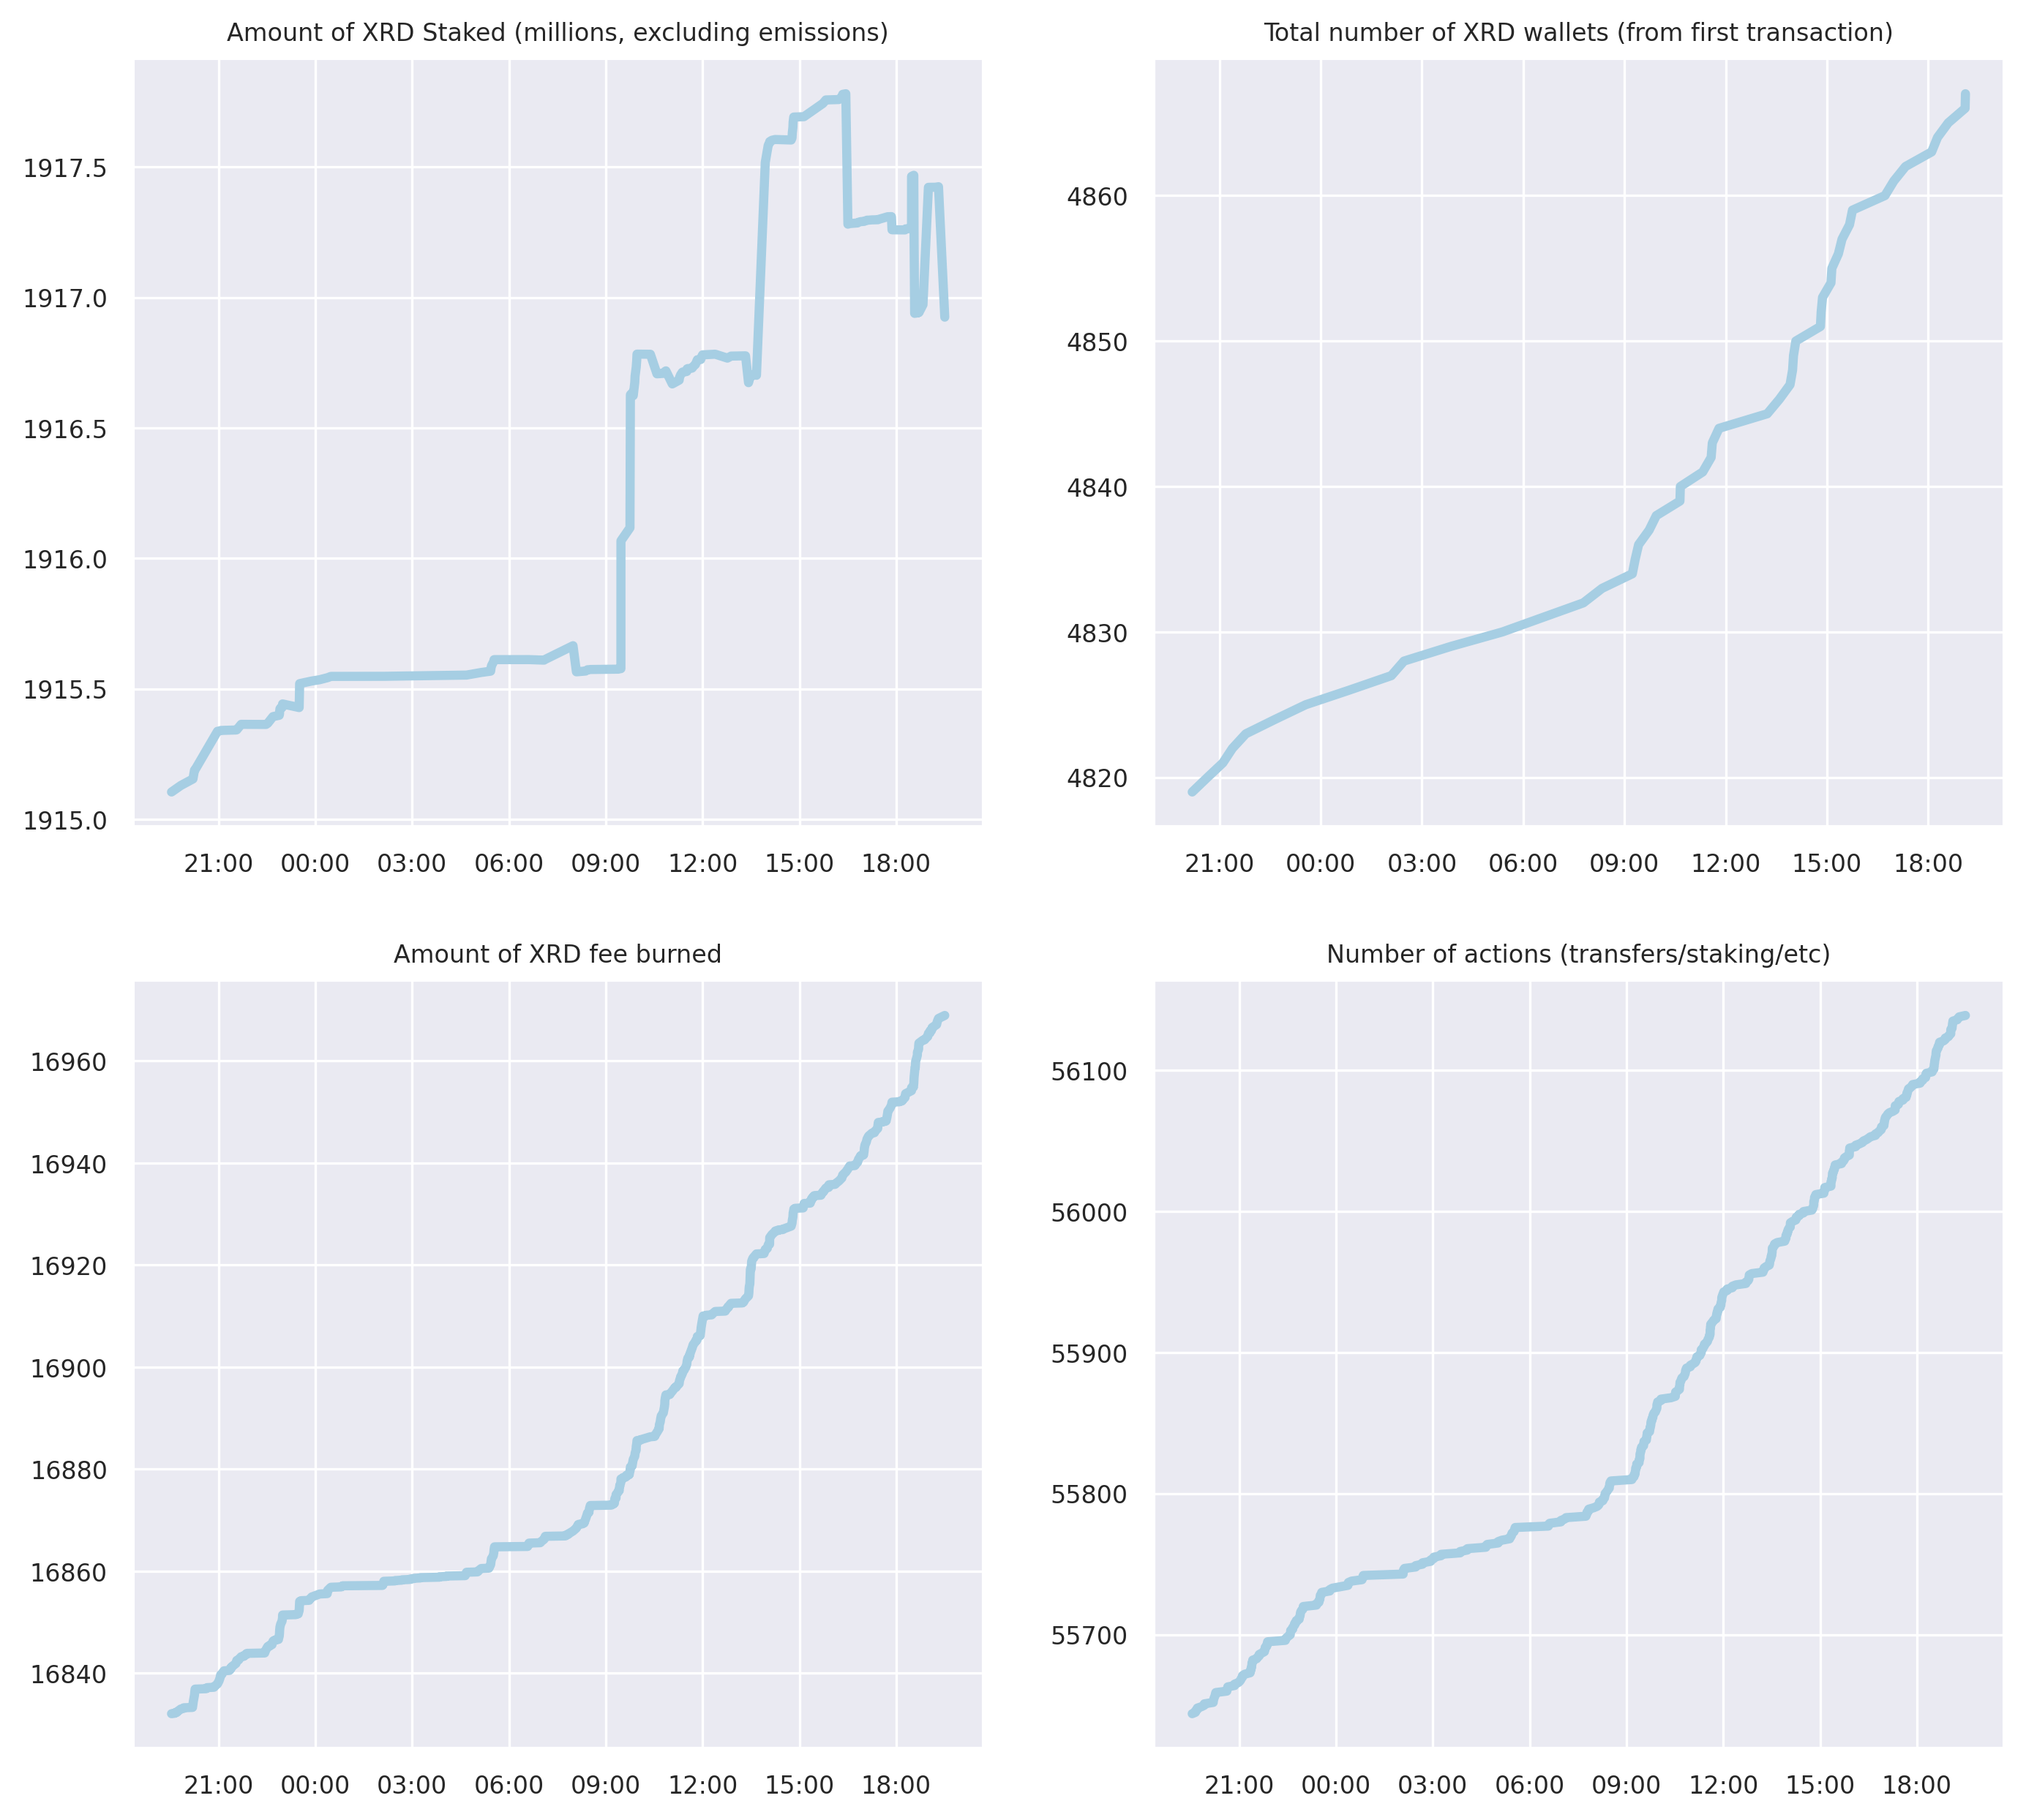 Amount of XRD Staked (millions, excluding emissions)
1917.5
1917.0
1916.5
1916.0
1915.5
1915.0
21:00 00:00 03:00 06:00 09:00 12:00 15:00 18:00
Total number of XRD wallets (from first transaction)
4860
4850
4840
4830
4820
21:00 00:00 03:00 06:00 09:00 12:00 15:00 18:00
Amount of XRD fee burned
16960
16940
16920
16900
16880
16860
16840
21:00 00:00 03:00 06:00 09:00 12:00 15:00 18:00
Number of actions (transfers/staking/etc)
56100
56000
55900
55800
55700
21:00 00:00 03:00 06:00 09:00 12:00 15:00 18:00